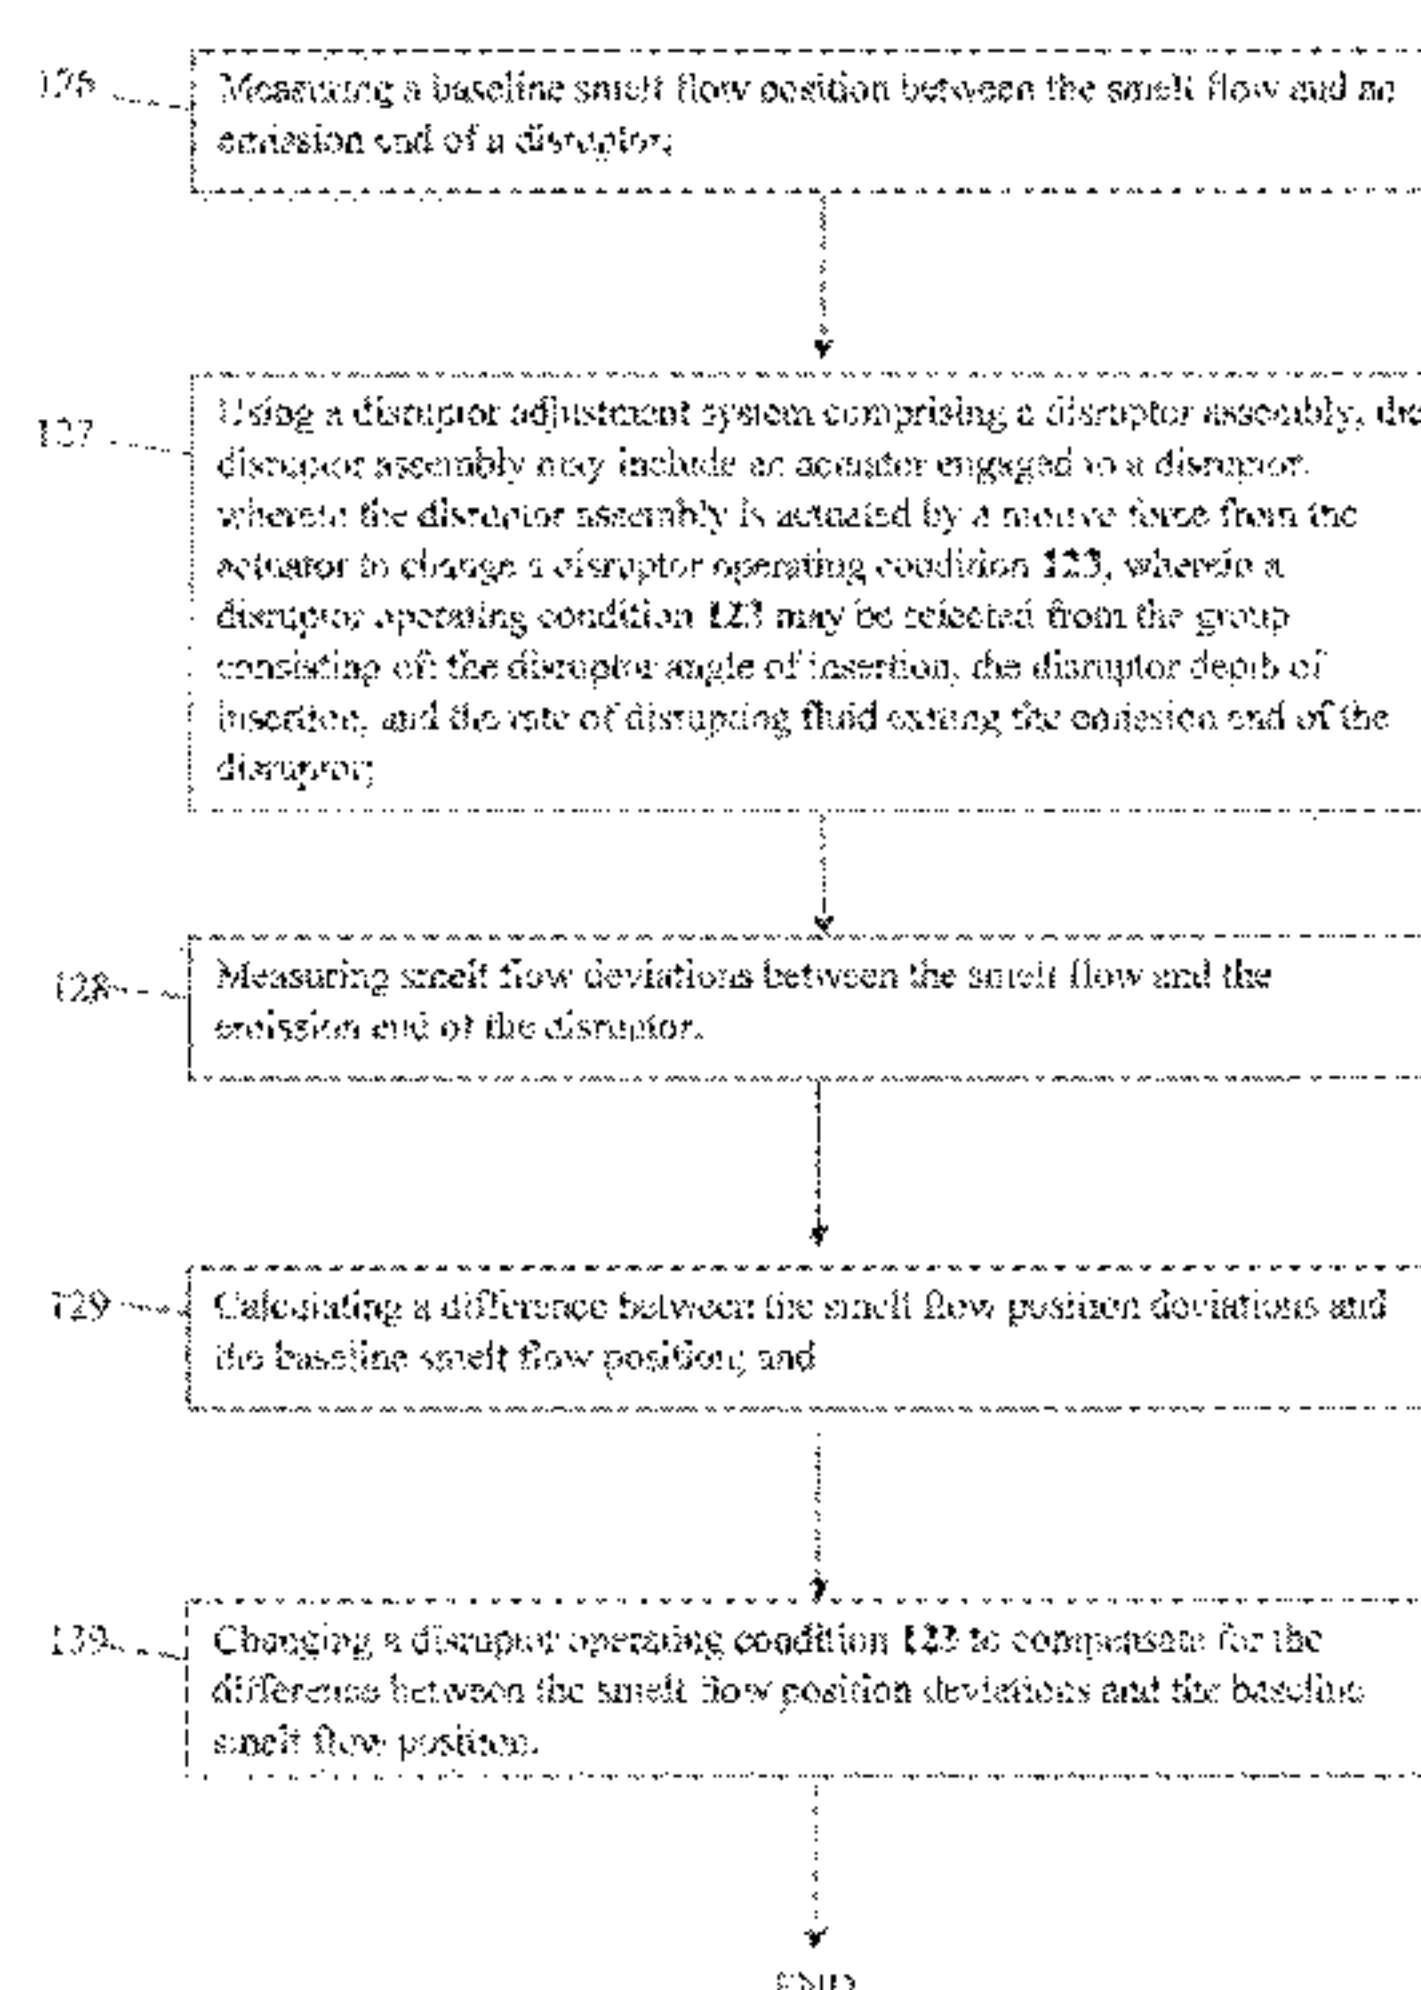 126
Measuring a baseline smelt flow position between the smelt flow and an
emission end of a disruptor;
127
Using a disruptor adjustment system comprising a disruptor assembly, the
disruptor assembly may include an actuator engaged to a disruptor
wherein the disruptor assembly is actuated by a motive force from the
actuator to change a disruptor operating condition 123, wherein a
disruptor operating condition 123 may be selected from the group
consisting of: the disruptor angle of insertion, the disruptor depth of
insertion, and the rate of disrupting fluid exiting the emission end of the
disruptor;
128
Measuring smelt flow deviations between the smelt flow and the
emission end of the disruptor.
129
Calculating a difference between the smelt flow position deviations and
the baseline smelt flow position; and
139
Changing a disruptor operating condition 123 to compensate for the
difference between the smelt flow position deviations and the baseline
smelt flow position.
END